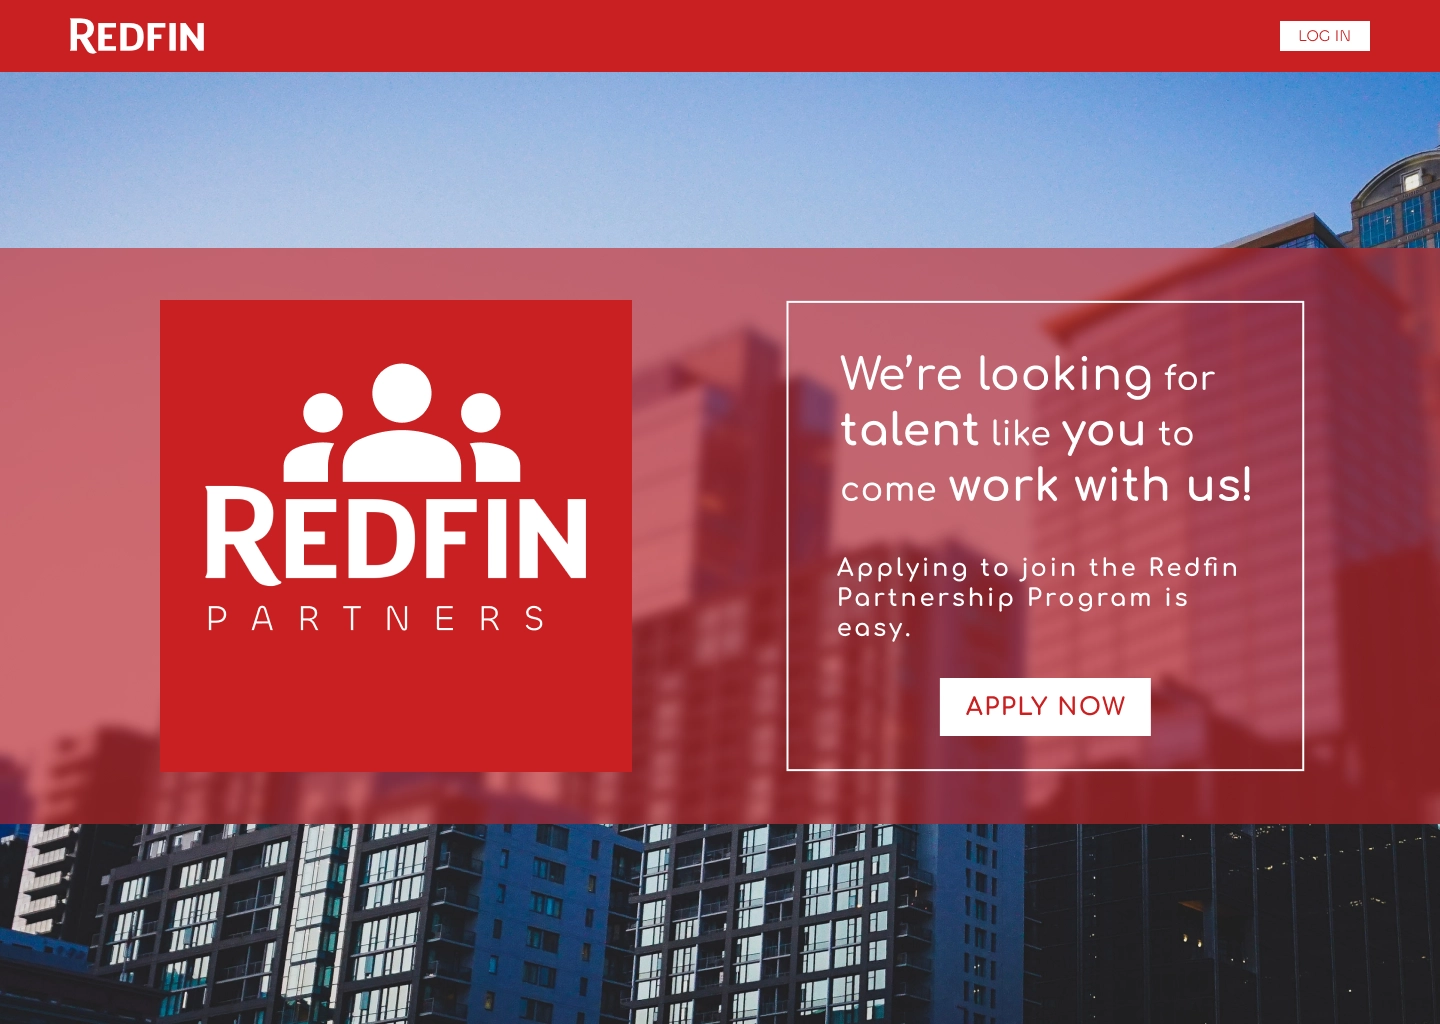 REDFIN
LOG IN
REDFIN
PARTNERS
We’re looking for
talent like you to
come work with us!
Applying to join the Redfin
Partnership Program is
easy.
APPLY NOW